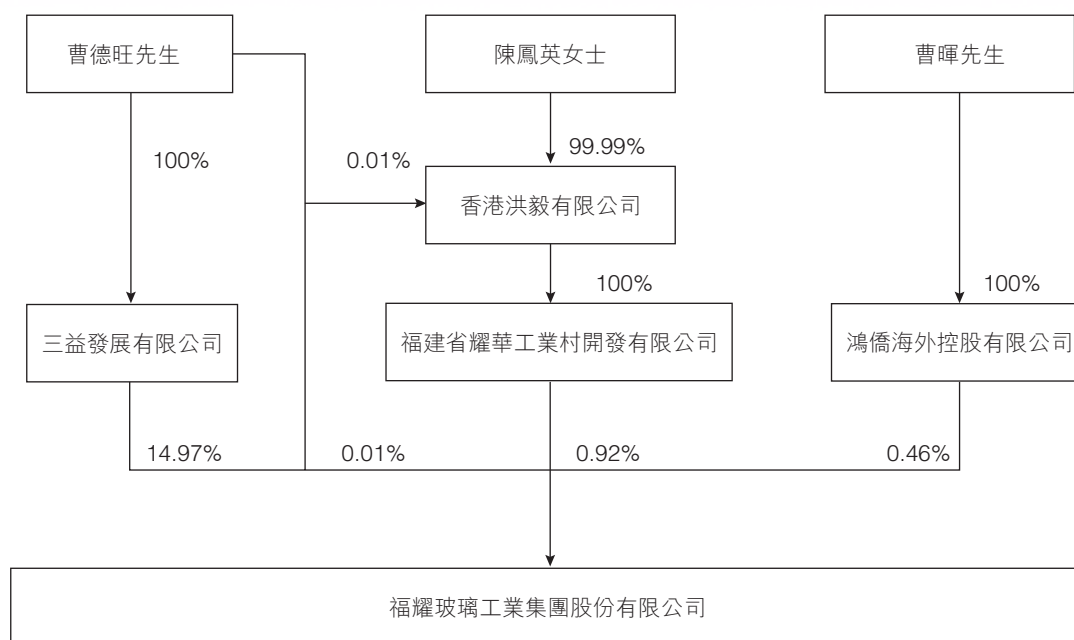 曹德旺先生
陳鳳英女士
曹暉先生
100%
0.01%
99.99%
香港洪毅有限公司
100%
100%
三益發展有限公司
福建省耀華工業村開發有限公司
鴻僑海外控股有限公司
14.97%
0.01%
0.92%
0.46%
福耀玻璃工業集團股份有限公司